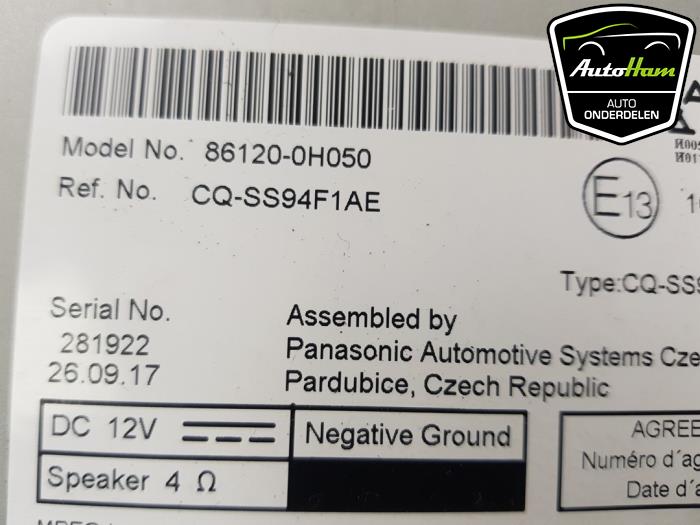 AutoHam
AUTO
ONDERDELEN
Model No. 86120-0H050
Ref. No. CQ-SS94F1AE
E13
Type:CQ-SS9
Serial No.
281922
26.09.17
Assembled by
Panasonic Automotive Systems Cze
Pardubice, Czech Republic
DC 12V
Negative Ground
Speaker 4 Ω
AGREE
Numéro d´ag
Date d´a